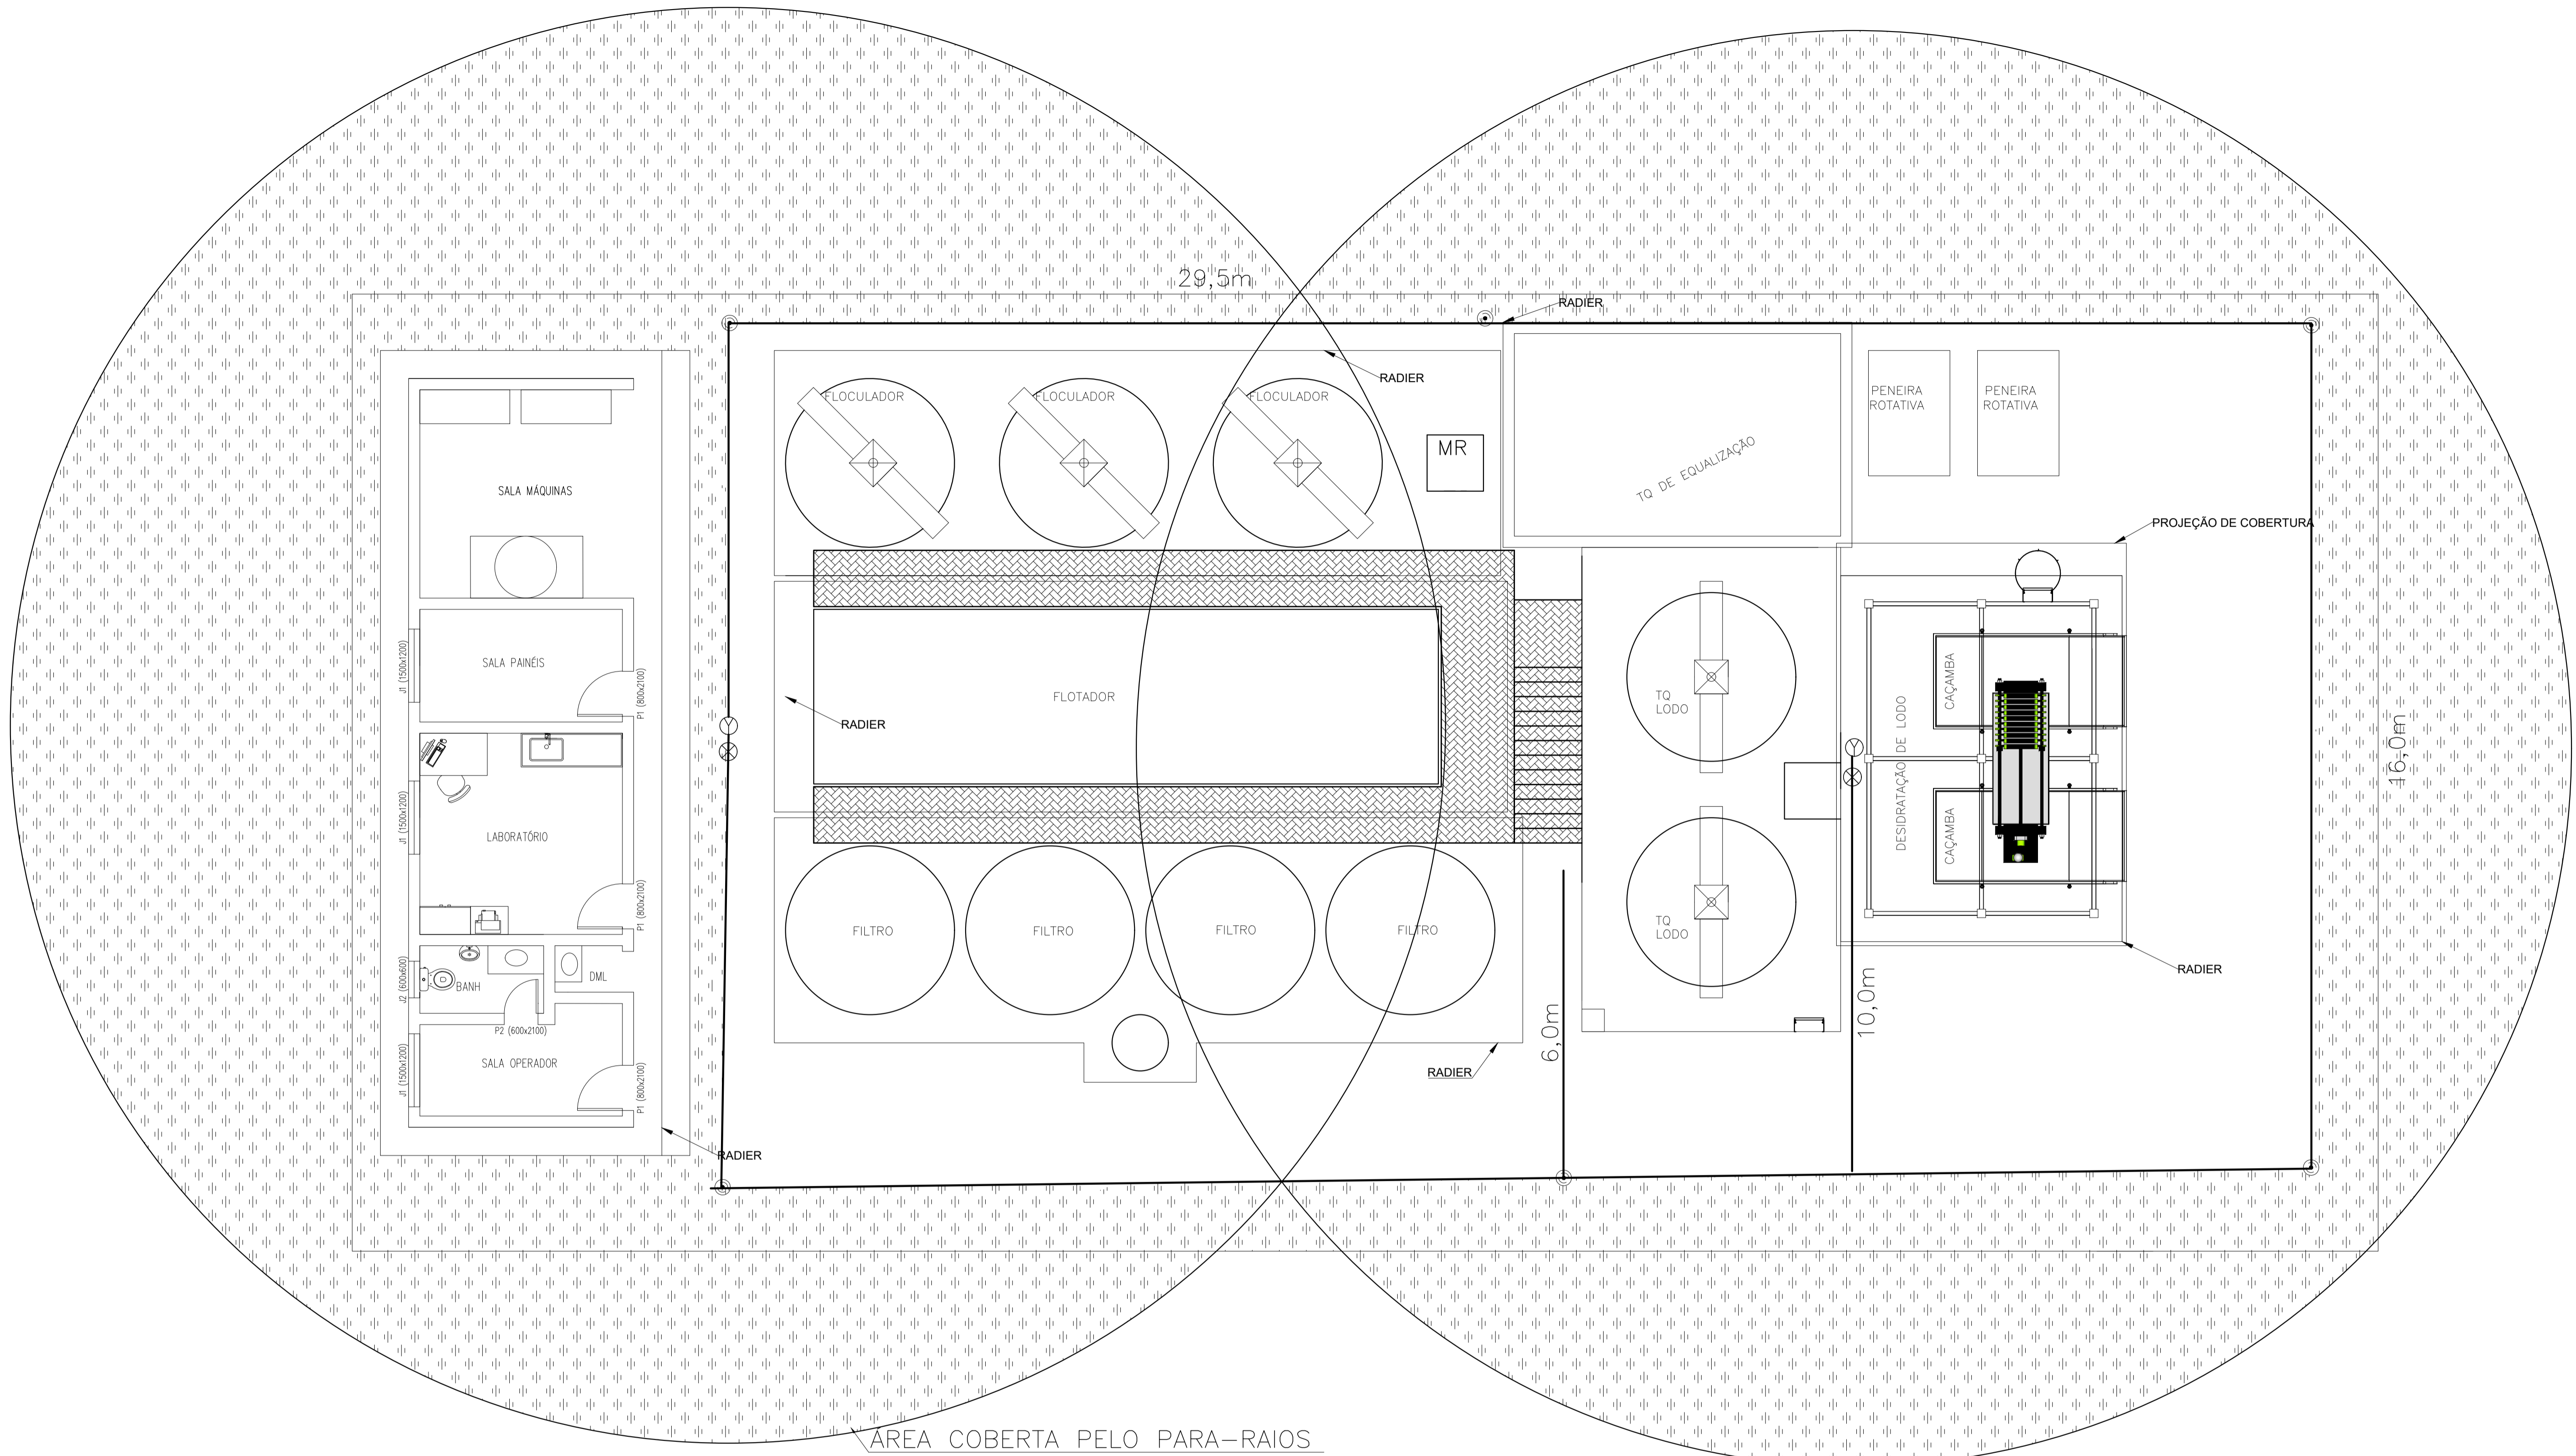 29,5m
RADIER
RADIER
FLOCULADOR
FLOCULADOR
FLOCULADOR
MR
TQ DE EQUALIZAÇÃO
PENEIRA
ROTATIVA
PENEIRA
ROTATIVA
PROJEÇÃO DE COBERTURA
SALA MÁQUINAS
SALA PAINÉIS
J1 (1500x1200)
P1 (800x2100)
RADIER
Y
FLOTADOR
TQ
LODO
Y
DESIDRATAÇÃO DE LODO
CAÇAMBA
CAÇAMBA
16,0m
J1 (1500x1200)
LABORATÓRIO
P1 (800x2100)
FILTRO
FILTRO
FILTRO
FILTRO
TQ
LODO
RADIER
J2 (600x600)
BANH
DML
P2 (600x2100)
6,0m
10,0m
J1 (1500x1200)
SALA OPERADOR
P1 (800x2100)
RADIER
RADIER
ÁREA COBERTA PELO PARA-RAIOS